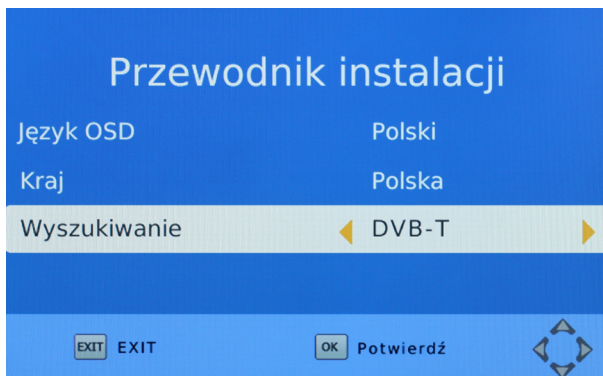 Przewodnik instalacji
Język OSD Polski
Kraj Polska
Wyszukiwanie DVB-T
EXIT EXIT OK Potwierdź